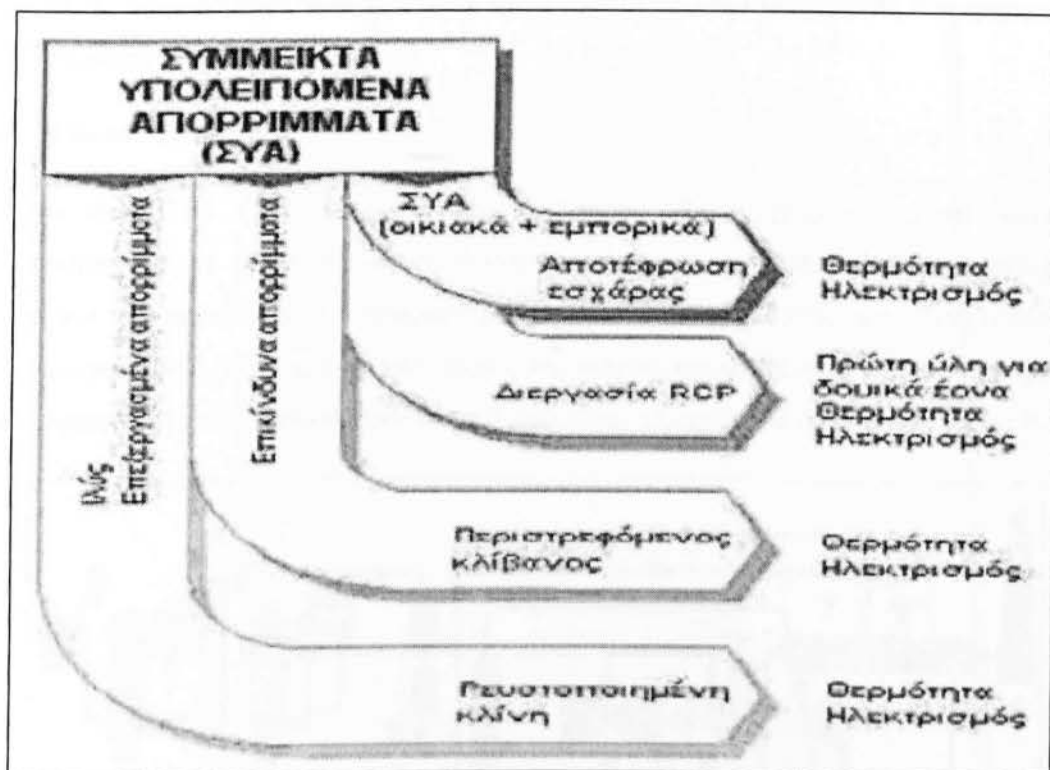 ΣΥΜΜΕΙΚΤΑ
ΥΠΟΛΕΙΠΟΜΕΝΑ
ΑΠΟΡΡΙΜΜΑΤΑ
(ΣΥΑ)
Ιλύς
Επεξεργασμένα απορρίμματα
Επικίνδυνα απορρίμματα
ΣΥΑ
(οικιακά + εμπορικά)
Αποτέφρωση
εσχάρας
Θερμότητα
Ηλεκτρισμός
Διεργασία RCP
Πρώτη ύλη για
δομικά έργα
Θερμότητα
Ηλεκτρισμός
Περιστρεφόμενος
κλίβανος
Θερμότητα
Ηλεκτρισμός
Ρευστοποιημένη
κλίνη
Θερμότητα
Ηλεκτρισμός